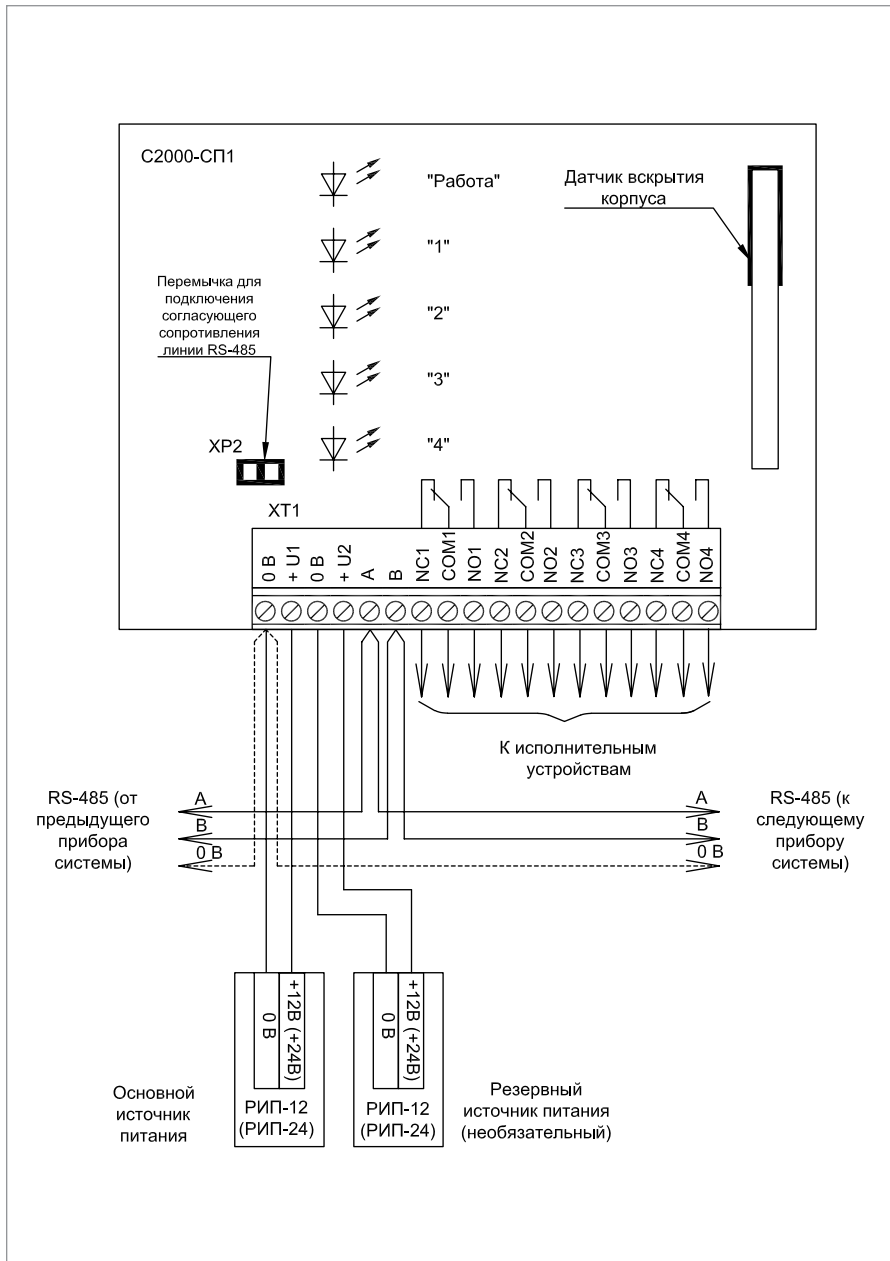 С2000-СП1
"Работа"
Датчик вскрытия
корпуса
"1"
Перемычка для
подключения
согласующего
сопротивления
линии RS-485
"2"
"3"
"4"
XP2
XT1
0 В
+ U1
0 В
+ U2
A
B
NC1
COM1
NO1
NC2
COM2
NO2
NC3
COM3
NO3
NC4
COM4
NO4
К исполнительным
устройствам
RS-485 (от
предыдущего
прибора
системы)
A
B
0 В
A
B
0 В
RS-485 (к
следующему
прибору
системы)
0 В
+12В (+24В)
0 В
+12В (+24В)
Основной
источник
питания
РИП-12
(РИП-24)
РИП-12
(РИП-24)
Резервный
источник питания
(необязательный)